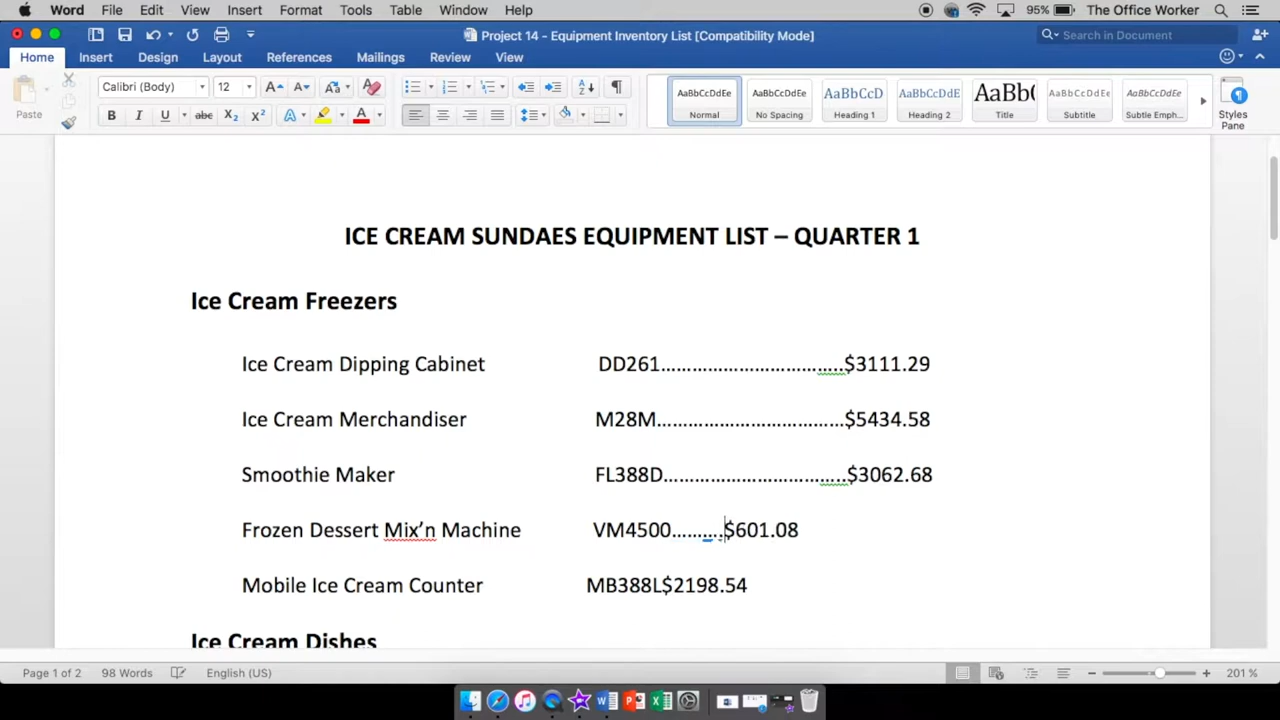 Word File Edit View Insert Format Tools Table Window Help 95% The Office Worker
Project 14 - Equipment Inventory List [Compatibility Mode] Search in Document
Home Insert Design Layout References Mailings Review View
Paste Calibri (Body) 12 AaBbCcDdEe AaBbCcDdEe AaBbCcD AaBbCcDdE AaBb( AaBbCcDdEe AaBbCcDdEe
B I U abc X₂ X² A A Normal No Spacing Heading 1 Heading 2 Title Subtitle Subtle Emph... Styles Pane
ICE CREAM SUNDAES EQUIPMENT LIST – QUARTER 1
Ice Cream Freezers
Ice Cream Dipping Cabinet DD261……………………………..$3111.29
Ice Cream Merchandiser M28M………………………………$5434.58
Smoothie Maker FL388D……………………………..$3062.68
Frozen Dessert Mix’n Machine VM4500……….$601.08
Mobile Ice Cream Counter MB388L$2198.54
Ice Cream Dishes
Page 1 of 2 98 Words English (US) 201 %